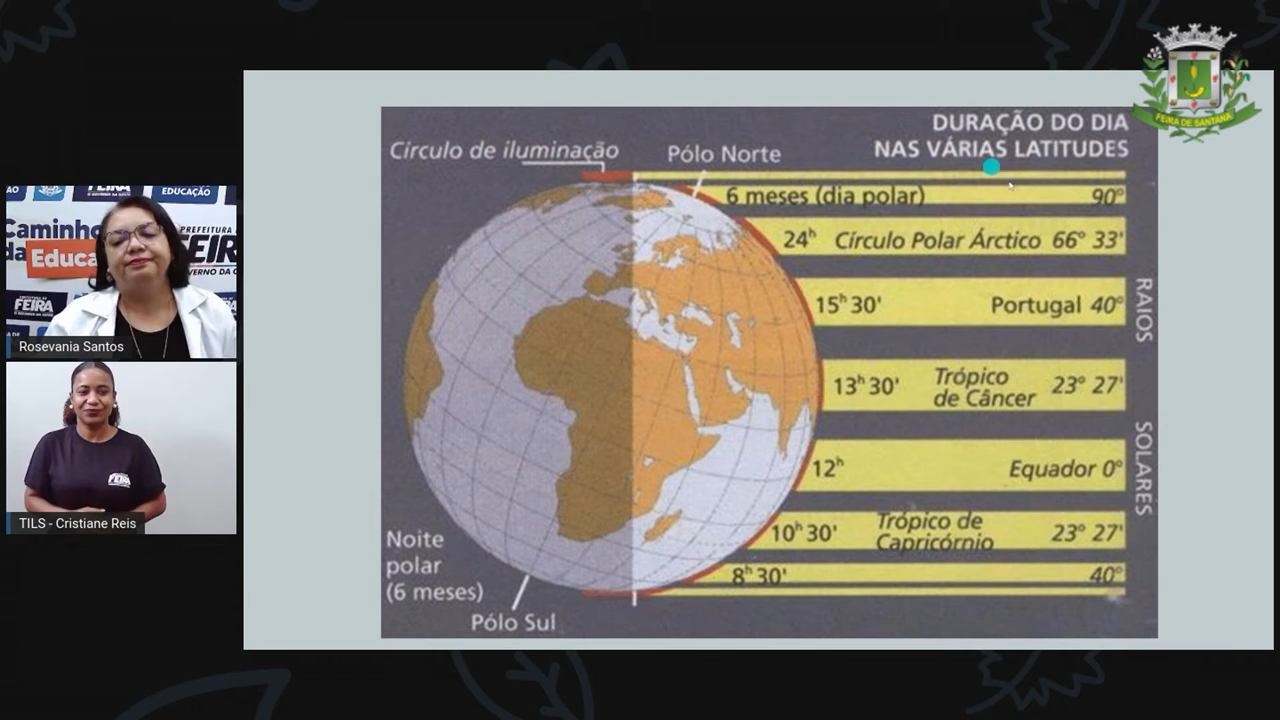 FEIRA DE SANTANA
DURAÇÃO DO DIA
NAS VÁRIAS LATITUDES
Círculo de iluminação
Pólo Norte
6 meses (dia polar) 90°
24h Círculo Polar Árctico 66° 33'
15h 30' Portugal 40°
13h 30' Trópico
de Câncer 23° 27'
12h Equador 0°
10h 30' Trópico de
Capricórnio 23° 27'
8h 30' 40°
RAIOS
SOLARES
Noite
polar
(6 meses)
Pólo Sul
EDUCAÇÃO
Caminho
da Educa
PREFEITURA
FEIR
VERNO DA
FEIRA
Rosevania Santos
TILS - Cristiane Reis